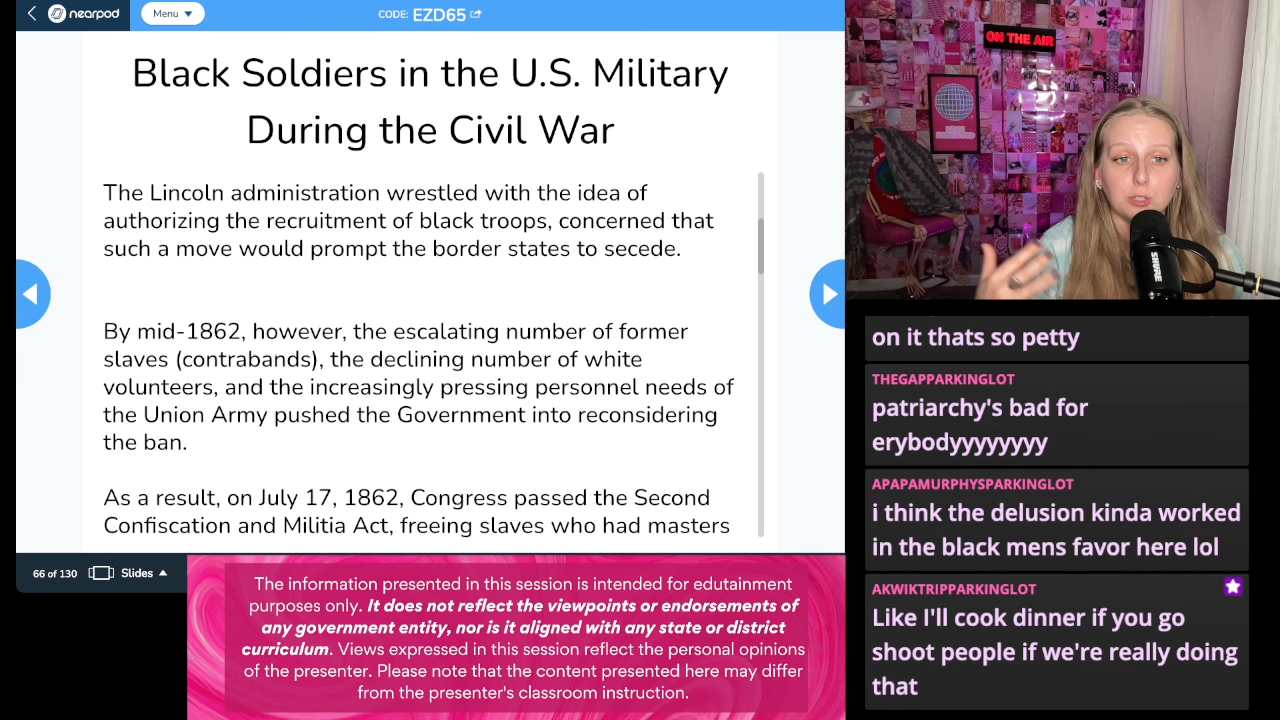 nearpod
Menu
CODE: EZD65
Black Soldiers in the U.S. Military
During the Civil War
The Lincoln administration wrestled with the idea of
authorizing the recruitment of black troops, concerned that
such a move would prompt the border states to secede.
By mid-1862, however, the escalating number of former
slaves (contrabands), the declining number of white
volunteers, and the increasingly pressing personnel needs of
the Union Army pushed the Government into reconsidering
the ban.
As a result, on July 17, 1862, Congress passed the Second
Confiscation and Militia Act, freeing slaves who had masters
66 of 130
Slides
The information presented in this session is intended for edutainment
purposes only. It does not reflect the viewpoints or endorsements of
any government entity, nor is it aligned with any state or district
curriculum. Views expressed in this session reflect the personal opinions
of the presenter. Please note that the content presented here may differ
from the presenter's classroom instruction.
ON THE AIR
SHURE
on it thats so petty
THEGAPPARKINGLOT
patriarchy's bad for
erybodyyyyyyyy
APAPAMURPHYSPARKINGLOT
i think the delusion kinda worked
in the black mens favor here lol
AKWIKTRIPPARKINGLOT
Like I'll cook dinner if you go
shoot people if we're really doing
that